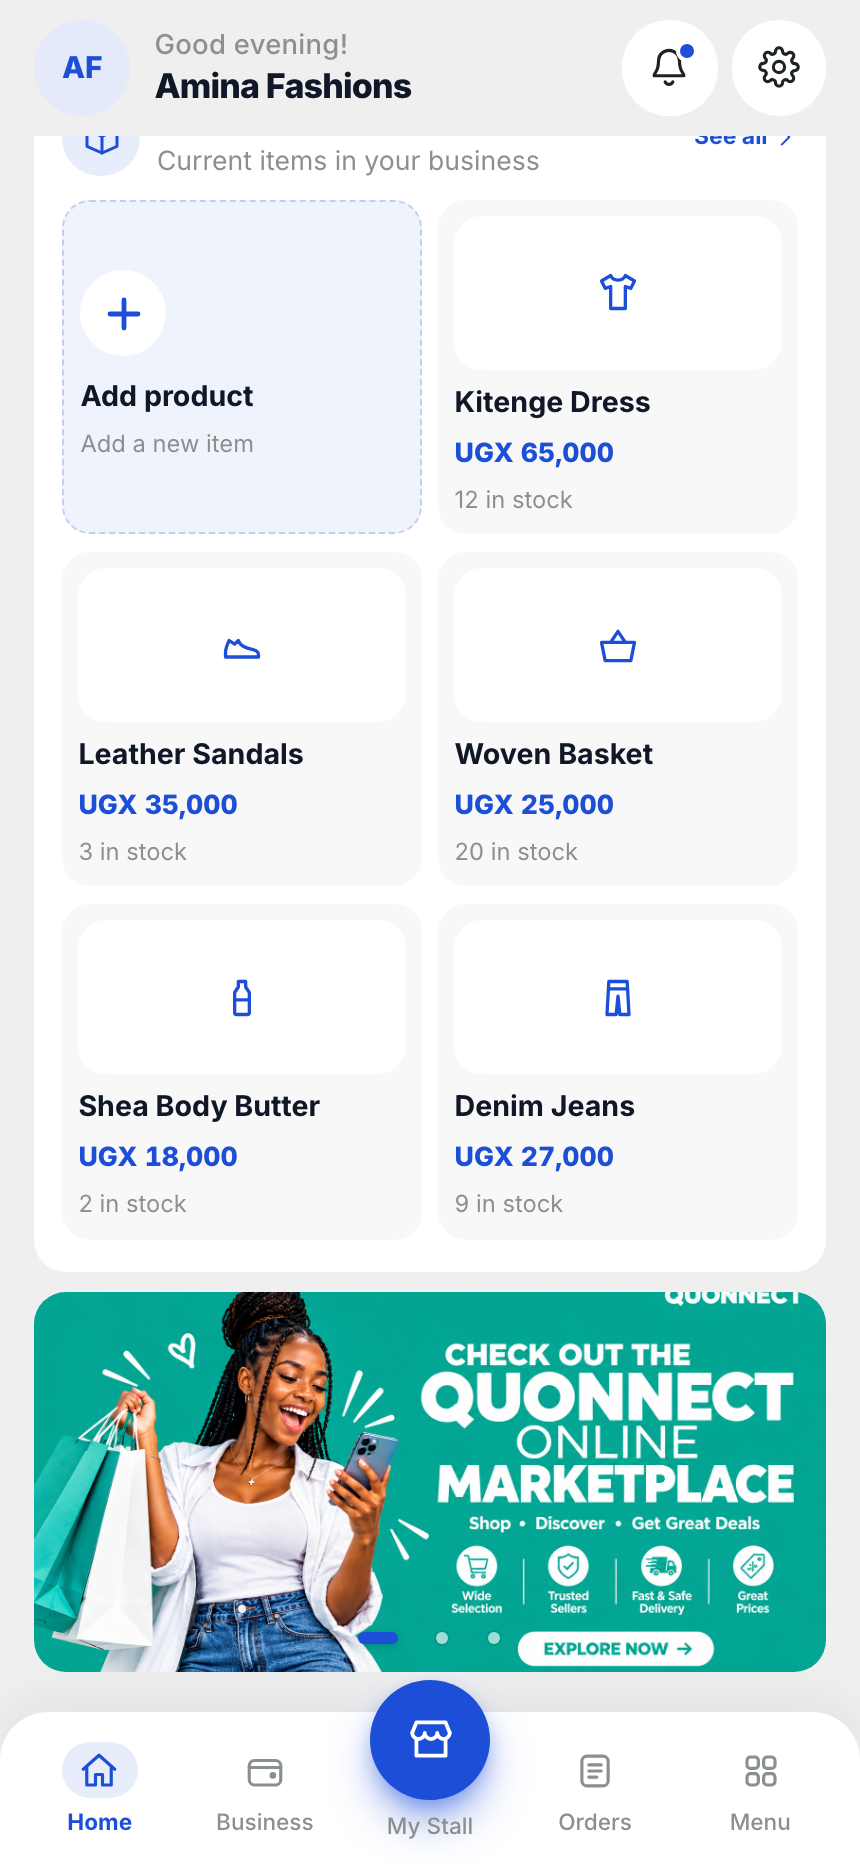 AF
Good evening!
Amina Fashions
See all
Current items in your business
Add product
Add a new item
Kitenge Dress
UGX 65,000
12 in stock
Leather Sandals
UGX 35,000
3 in stock
Woven Basket
UGX 25,000
20 in stock
Shea Body Butter
UGX 18,000
2 in stock
Denim Jeans
UGX 27,000
9 in stock
QUONNECT
CHECK OUT THE
QUONNECT
ONLINE
MARKETPLACE
Shop • Discover • Get Great Deals
Wide
Selection
Trusted
Sellers
Fast & Safe
Delivery
Great
Prices
EXPLORE NOW →
Home
Business
My Stall
Orders
Menu